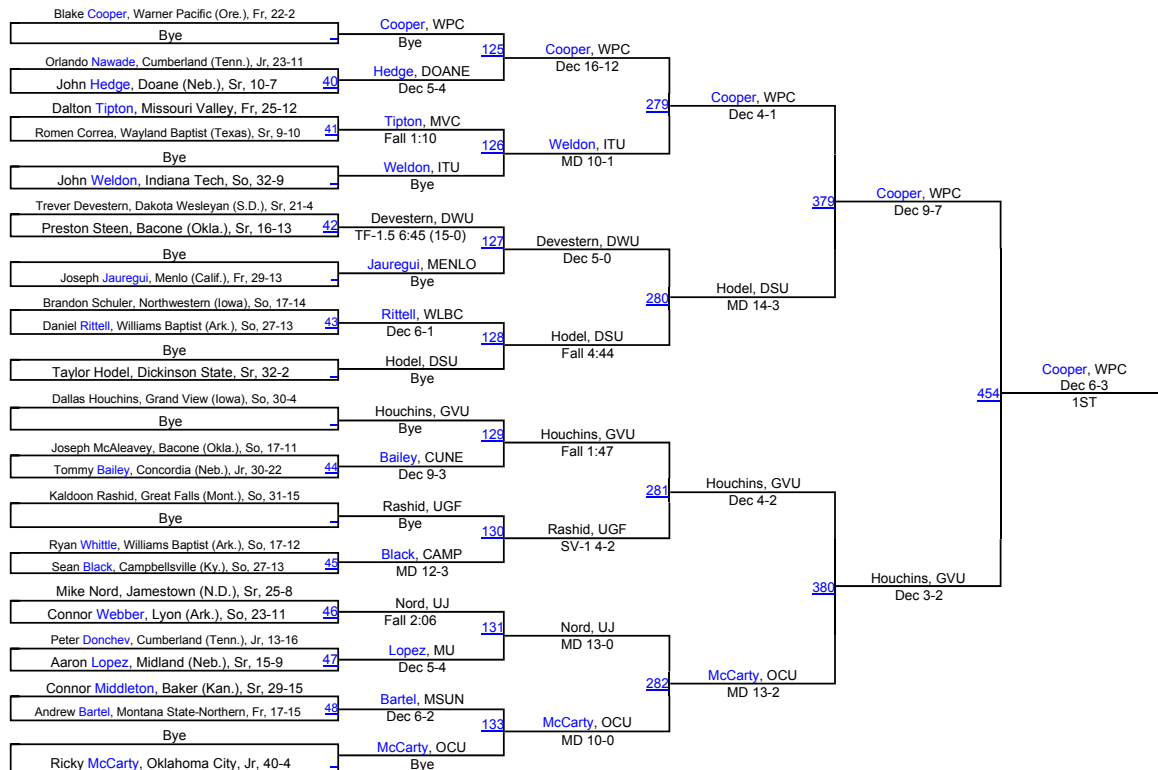 Blake Cooper, Warner Pacific (Ore.), Fr, 22-2
Bye
Orlando Nawade, Cumberland (Tenn.), Jr, 23-11
John Hedge, Doane (Neb.), Sr, 10-7
40
Dalton Tipton, Missouri Valley, Fr, 25-12
Romen Correa, Wayland Baptist (Texas), Sr, 9-10
41
Bye
John Weldon, Indiana Tech, So, 32-9
Trever Devestern, Dakota Wesleyan (S.D.), Sr, 21-4
Preston Steen, Bacone (Okla.), Sr, 16-13
42
Bye
Joseph Jauregui, Menlo (Calif.), Fr, 29-13
Brandon Schuler, Northwestern (Iowa), So, 17-14
Daniel Rittell, Williams Baptist (Ark.), So, 27-13
43
Bye
Taylor Hodel, Dickinson State, Sr, 32-2
Dallas Houchins, Grand View (Iowa), So, 30-4
Bye
Joseph McAleavey, Bacone (Okla.), So, 17-11
Tommy Bailey, Concordia (Neb.), Jr, 30-22
44
Kaldoon Rashid, Great Falls (Mont.), So, 31-15
Bye
Ryan Whittle, Williams Baptist (Ark.), So, 17-12
Sean Black, Campbellsville (Ky.), So, 27-13
45
Mike Nord, Jamestown (N.D.), Sr, 25-8
Connor Webber, Lyon (Ark.), So, 23-11
46
Peter Donchev, Cumberland (Tenn.), Jr, 13-16
Aaron Lopez, Midland (Neb.), Sr, 15-9
47
Connor Middleton, Baker (Kan.), Sr, 29-15
Andrew Bartel, Montana State-Northern, Fr, 17-15
48
Bye
Ricky McCarty, Oklahoma City, Jr, 40-4
Cooper, WPC
Bye
125
Hedge, DOANE
Dec 5-4
Tipton, MVC
Fall 1:10
126
Weldon, ITU
Bye
Devestern, DWU
TF-1.5 6:45 (15-0)
127
Jauregui, MENLO
Bye
Rittell, WLBC
Dec 6-1
128
Hodel, DSU
Bye
Houchins, GVU
Bye
129
Bailey, CUNE
Dec 9-3
Rashid, UGF
Bye
130
Black, CAMP
MD 12-3
Nord, UJ
Fall 2:06
131
Lopez, MU
Dec 5-4
Bartel, MSUN
Dec 6-2
133
McCarty, OCU
Bye
Cooper, WPC
Dec 16-12
279
Weldon, ITU
MD 10-1
Devestern, DWU
Dec 5-0
280
Hodel, DSU
Fall 4:44
Houchins, GVU
Fall 1:47
281
Rashid, UGF
SV-1 4-2
Nord, UJ
MD 13-0
282
McCarty, OCU
MD 10-0
Cooper, WPC
Dec 4-1
379
Hodel, DSU
MD 14-3
Houchins, GVU
Dec 4-2
380
McCarty, OCU
MD 13-2
Cooper, WPC
Dec 9-7
454
Houchins, GVU
Dec 3-2
Cooper, WPC
Dec 6-3
1ST